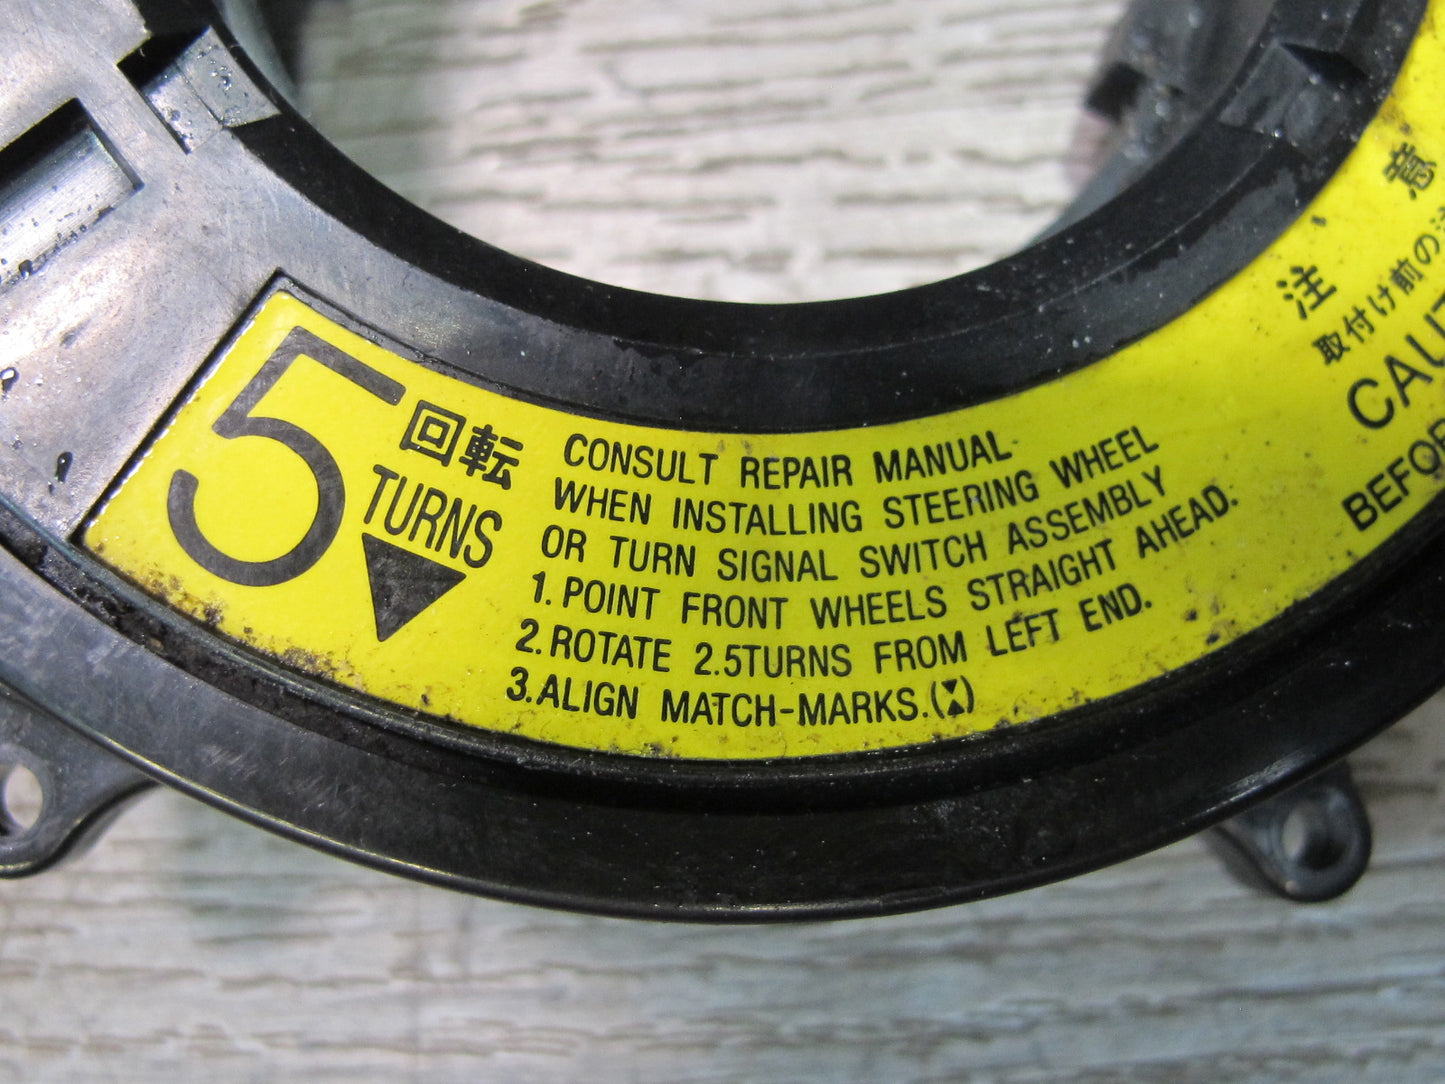 5 回転
TURNS
CONSULT REPAIR MANUAL
WHEN INSTALLING STEERING WHEEL
OR TURN SIGNAL SWITCH ASSEMBLY
1. POINT FRONT WHEELS STRAIGHT AHEAD.
2. ROTATE 2.5TURNS FROM LEFT END.
3. ALIGN MATCH-MARKS.(⧗)
注意
取付け前の